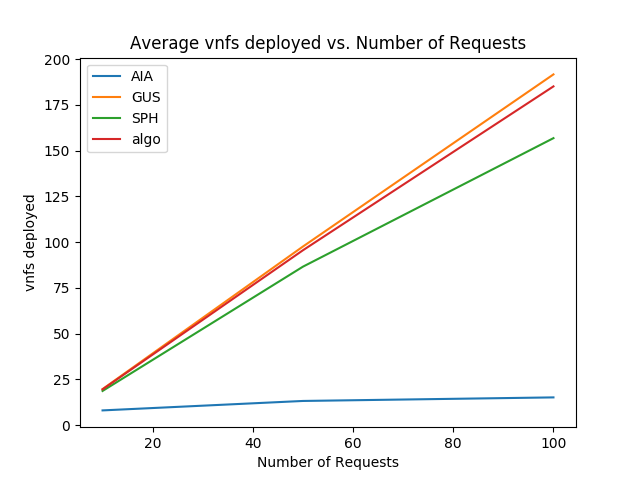 Average vnfs deployed vs. Number of Requests
AIA
GUS
SPH
algo
200
175
150
125
100
75
50
25
0
vnfs deployed
20 40 60 80 100
Number of Requests